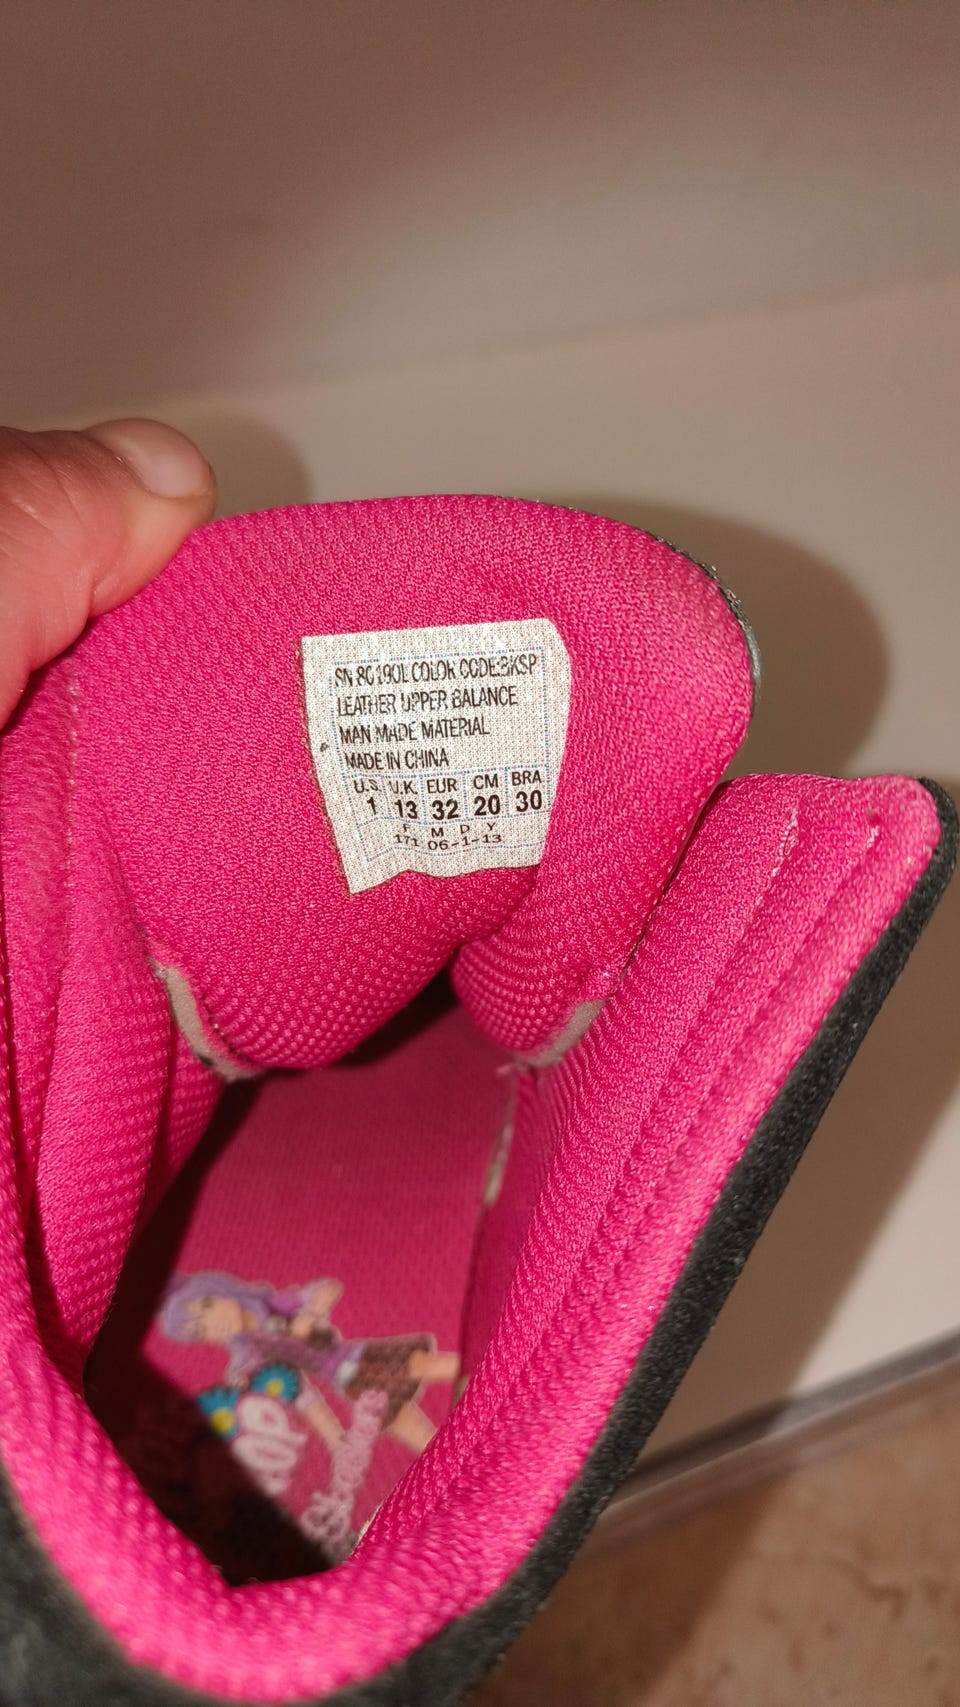 SN 80190L COLOR CODE:BKSP
LEATHER UPPER BALANCE
MAN MADE MATERIAL
MADE IN CHINA
U.S. U.K. EUR CM BRA
1 13 32 20 30
F M D Y
171 06-1-13
Skechers